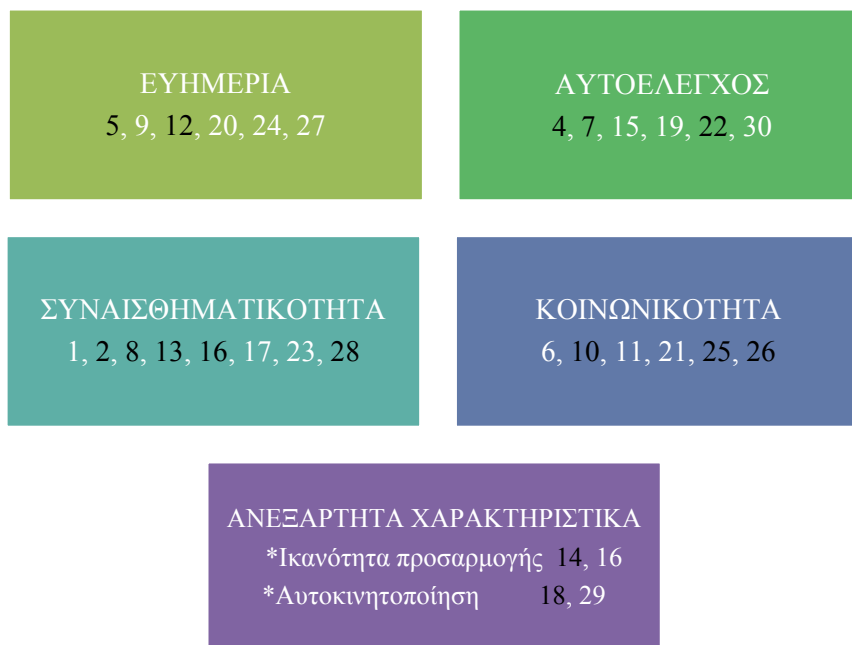 ΕΥΗΜΕΡΙΑ
5, 9, 12, 20, 24, 27
ΑΥΤΟΕΛΕΓΧΟΣ
4, 7, 15, 19, 22, 30
ΣΥΝΑΙΣΘΗΜΑΤΙΚΟΤΗΤΑ
1, 2, 8, 13, 16, 17, 23, 28
ΚΟΙΝΩΝΙΚΟΤΗΤΑ
6, 10, 11, 21, 25, 26
ΑΝΕΞΑΡΤΗΤΑ ΧΑΡΑΚΤΗΡΙΣΤΙΚΑ
*Ικανότητα προσαρμογής 14, 16
*Αυτοκινητοποίηση 18, 29